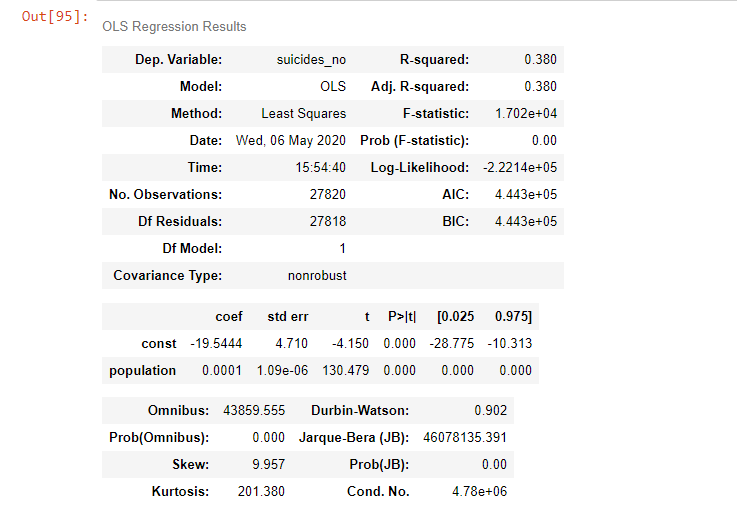 Out[95]:
OLS Regression Results
Dep. Variable: suicides_no R-squared: 0.380
Model: OLS Adj. R-squared: 0.380
Method: Least Squares F-statistic: 1.702e+04
Date: Wed, 06 May 2020 Prob (F-statistic): 0.00
Time: 15:54:40 Log-Likelihood: -2.2214e+05
No. Observations: 27820 AIC: 4.443e+05
Df Residuals: 27818 BIC: 4.443e+05
Df Model: 1
Covariance Type: nonrobust
coef std err t P>|t| [0.025 0.975]
const -19.5444 4.710 -4.150 0.000 -28.775 -10.313
population 0.0001 1.09e-06 130.479 0.000 0.000 0.000
Omnibus: 43859.555 Durbin-Watson: 0.902
Prob(Omnibus): 0.000 Jarque-Bera (JB): 46078135.391
Skew: 9.957 Prob(JB): 0.00
Kurtosis: 201.380 Cond. No. 4.78e+06